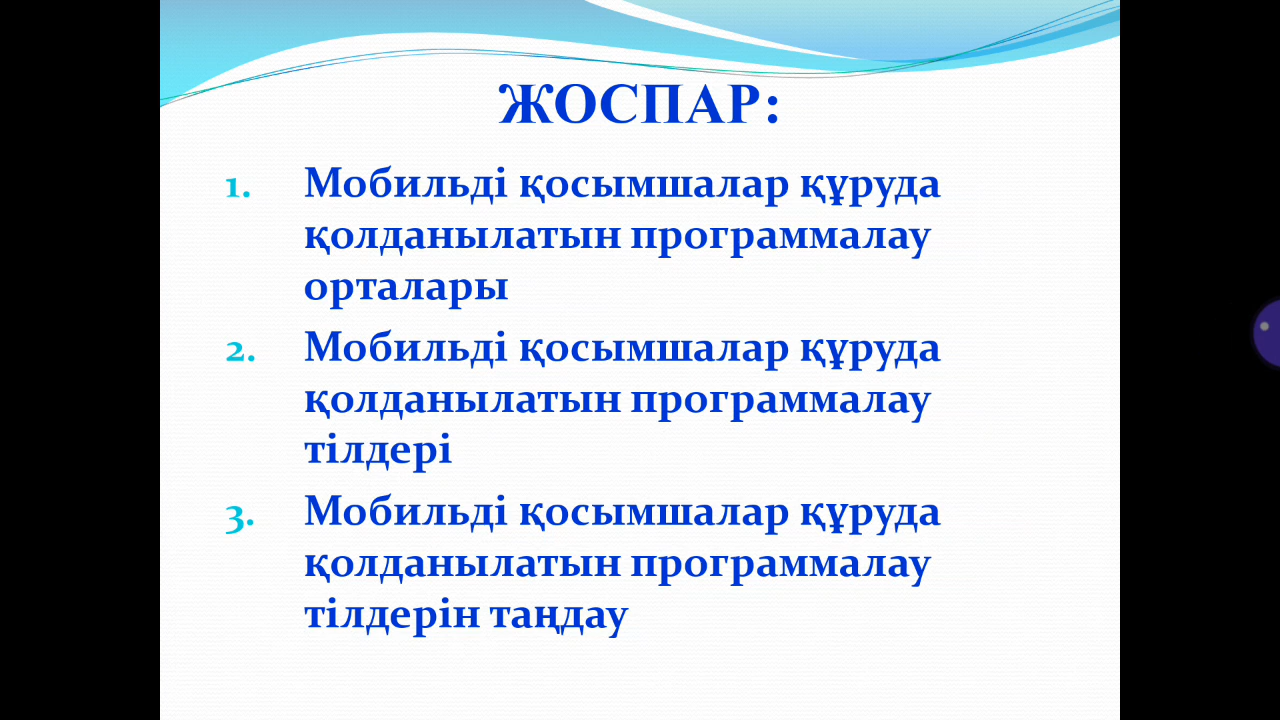 ЖОСПАР:
1. Мобильді қосымшалар құруда
қолданылатын программалау
орталары
2. Мобильді қосымшалар құруда
қолданылатын программалау
тілдері
3. Мобильді қосымшалар құруда
қолданылатын программалау
тілдерін таңдау